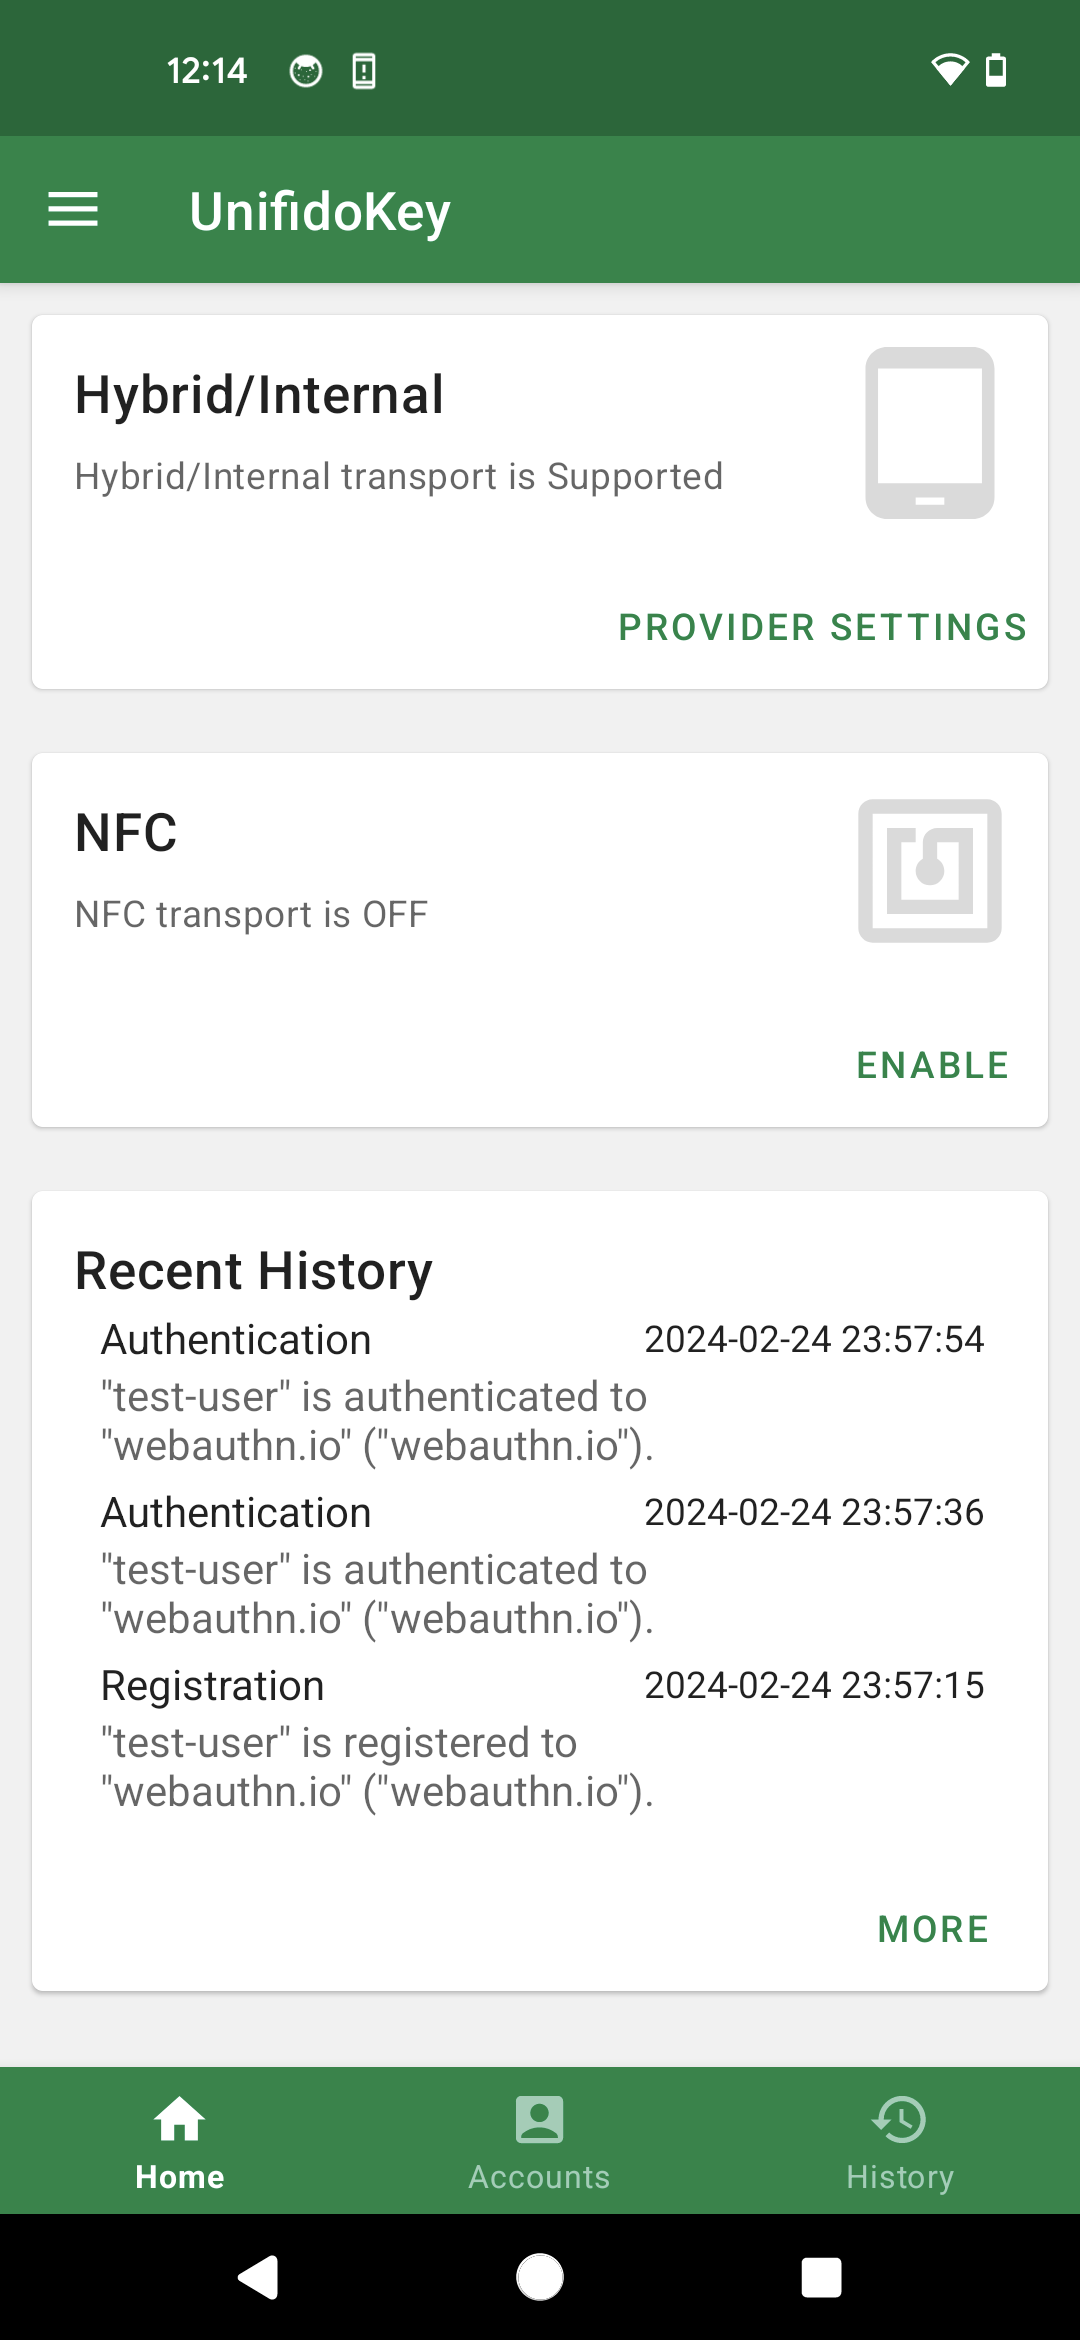 12:14
UnifidoKey
Hybrid/Internal
Hybrid/Internal transport is Supported
PROVIDER SETTINGS
NFC
NFC transport is OFF
ENABLE
Recent History
Authentication 2024-02-24 23:57:54
"test-user" is authenticated to
"webauthn.io" ("webauthn.io").
Authentication 2024-02-24 23:57:36
"test-user" is authenticated to
"webauthn.io" ("webauthn.io").
Registration 2024-02-24 23:57:15
"test-user" is registered to
"webauthn.io" ("webauthn.io").
MORE
Home Accounts History